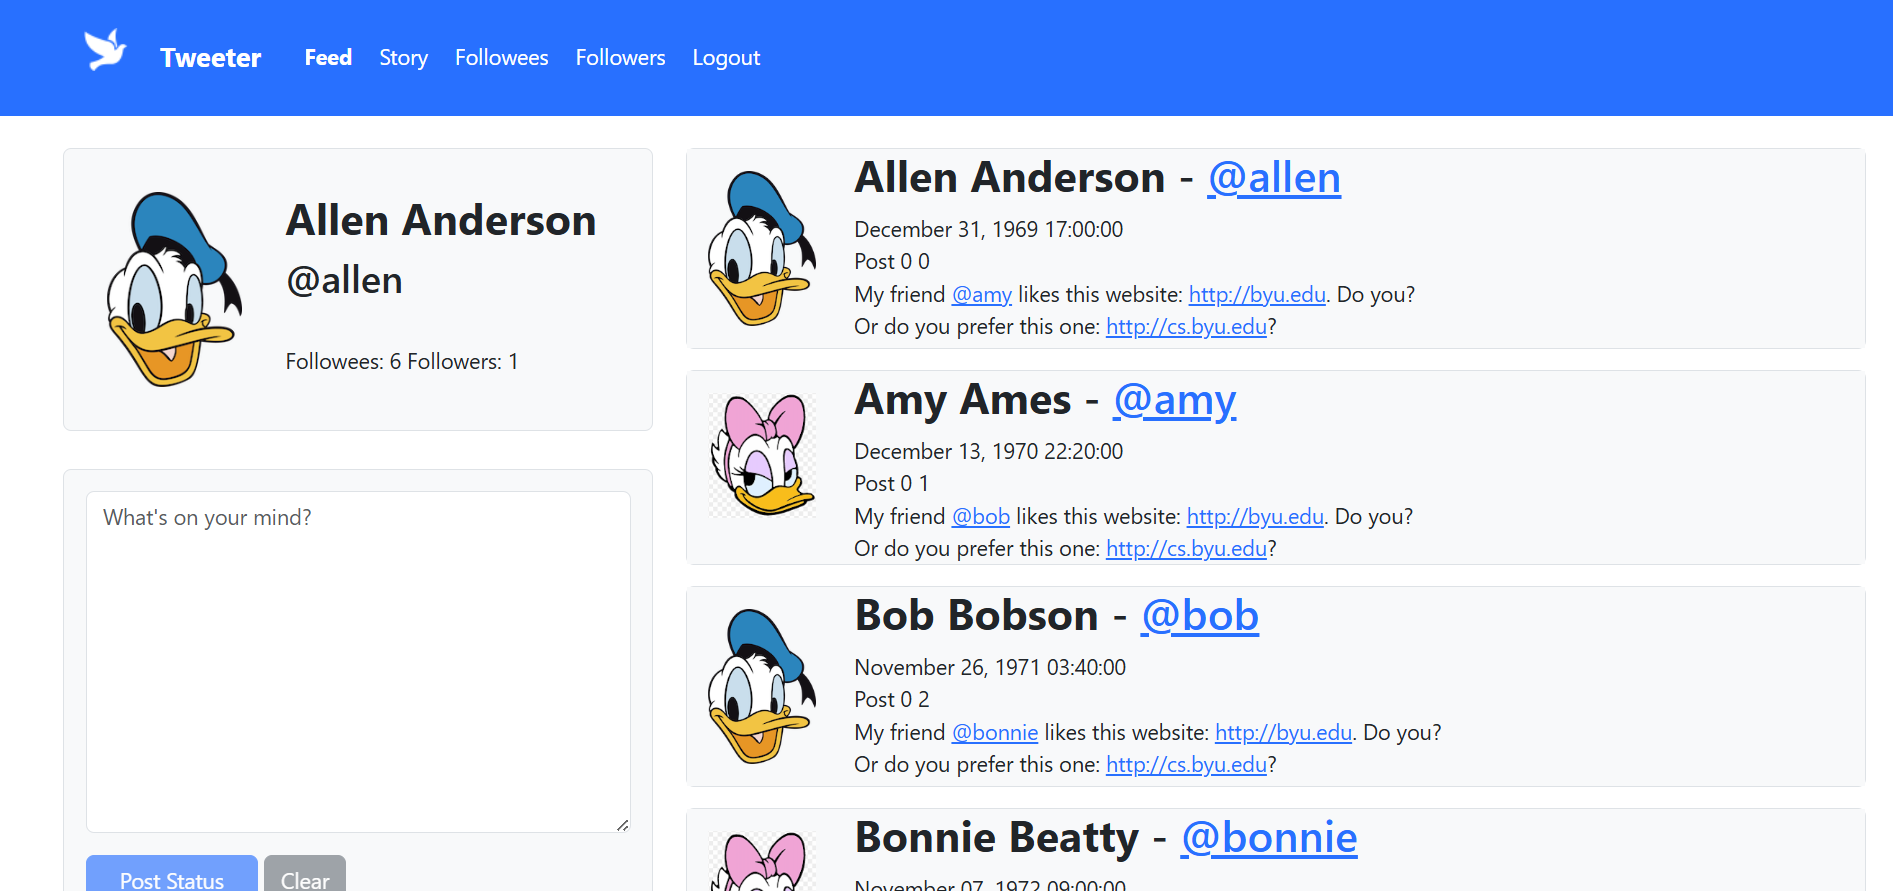 Tweeter Feed Story Followees Followers Logout
Allen Anderson
@allen
Followees: 6 Followers: 1
What's on your mind?
Post Status Clear
Allen Anderson - @allen
December 31, 1969 17:00:00
Post 0 0
My friend @amy likes this website: http://byu.edu. Do you?
Or do you prefer this one: http://cs.byu.edu?
Amy Ames - @amy
December 13, 1970 22:20:00
Post 0 1
My friend @bob likes this website: http://byu.edu. Do you?
Or do you prefer this one: http://cs.byu.edu?
Bob Bobson - @bob
November 26, 1971 03:40:00
Post 0 2
My friend @bonnie likes this website: http://byu.edu. Do you?
Or do you prefer this one: http://cs.byu.edu?
Bonnie Beatty - @bonnie
November 07, 1972 09:00:00